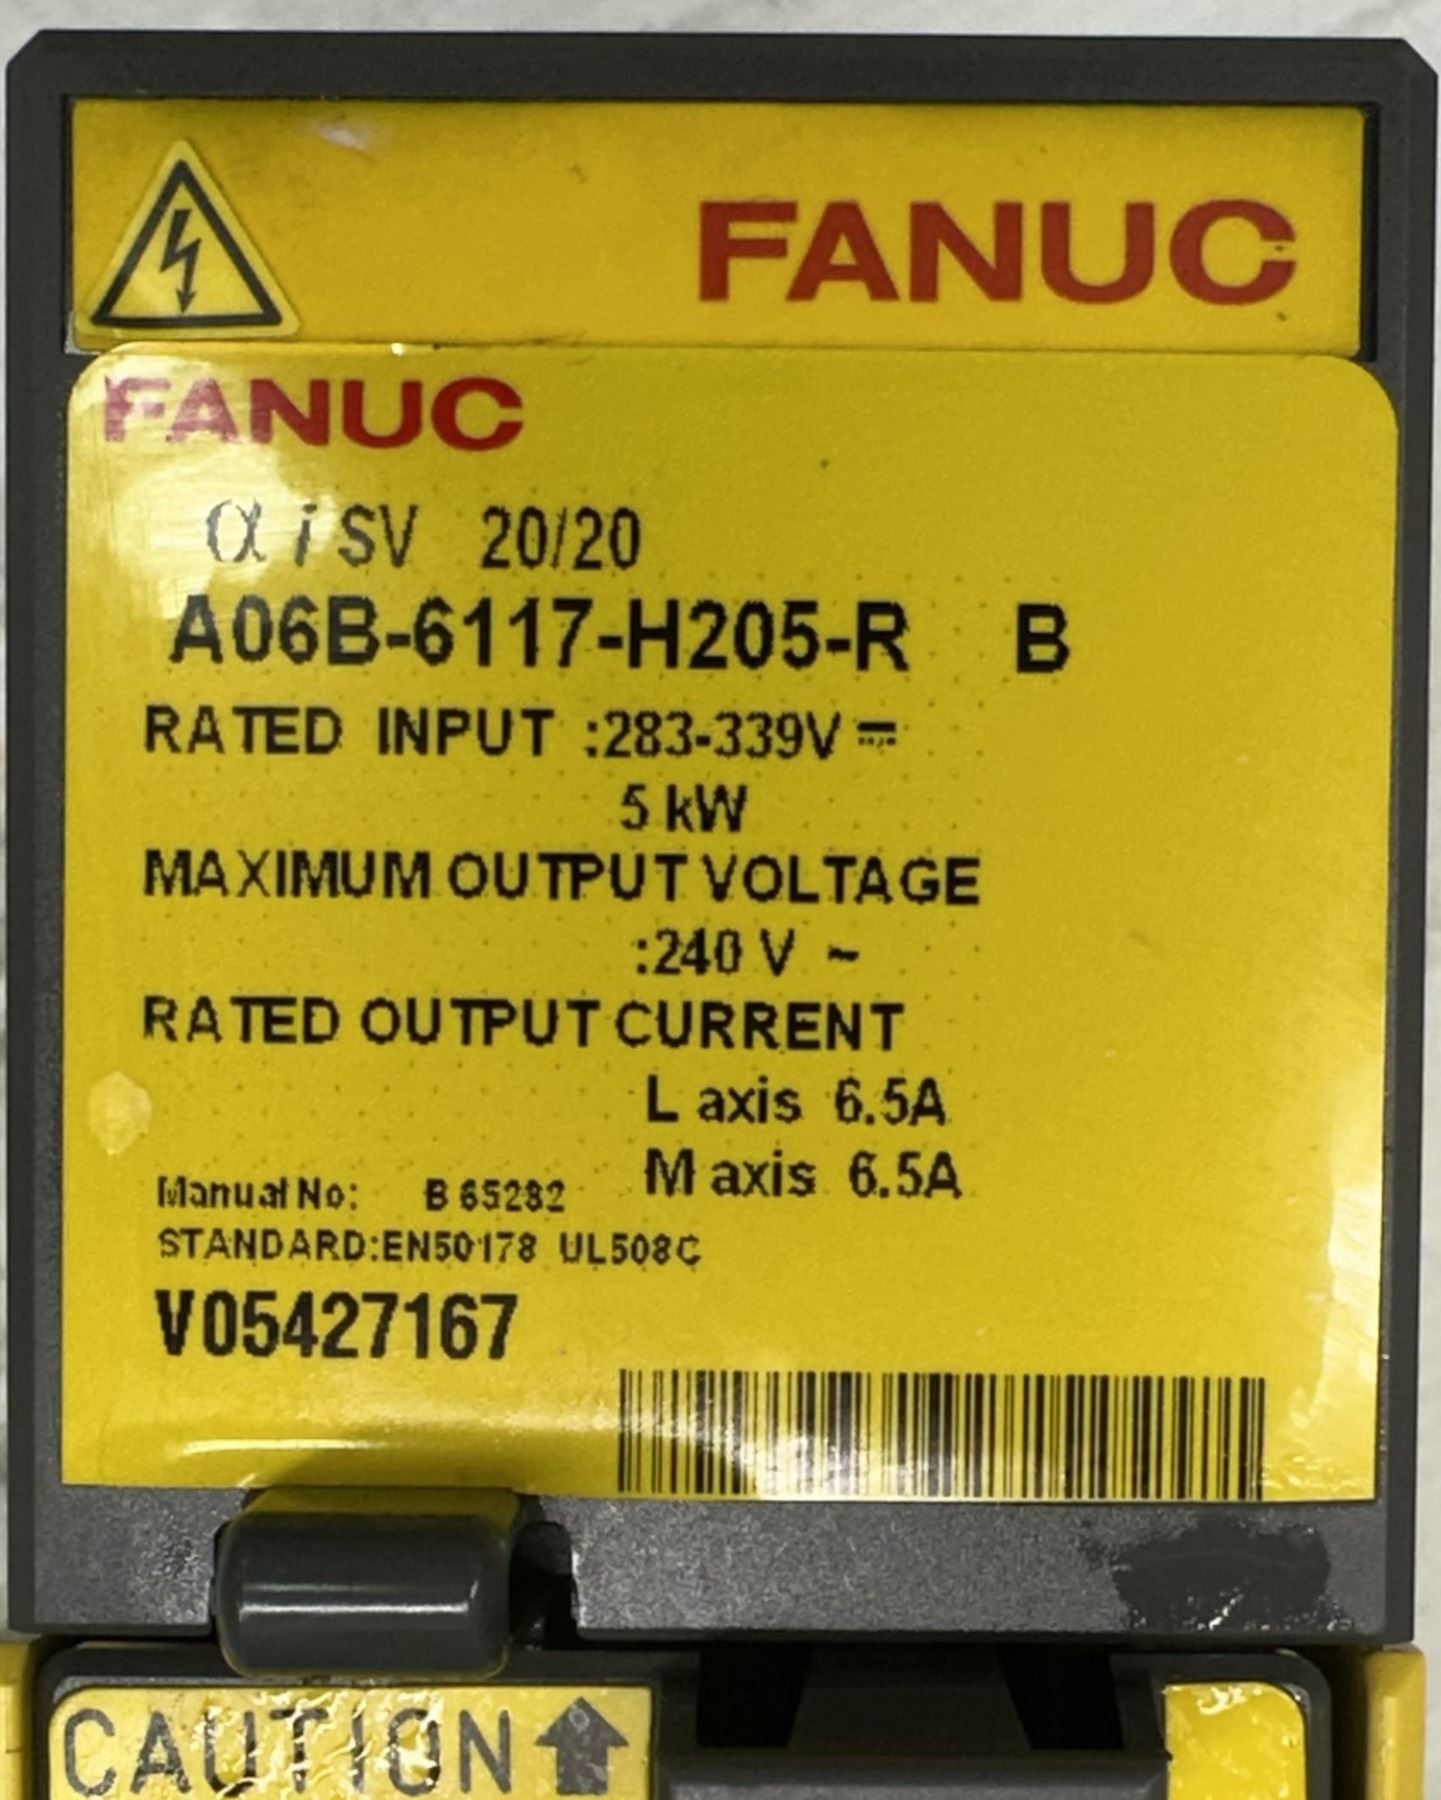 FANUC
FANUC
α i SV 20/20
A06B-6117-H205-R B
RATED INPUT :283-339V⎓
5 kW
MAXIMUM OUTPUT VOLTAGE
:240 V ~
RATED OUTPUT CURRENT
L axis 6.5A
M axis 6.5A
Manual No: B 65282
STANDARD:EN50178 UL508C
V05427167
CAUTION